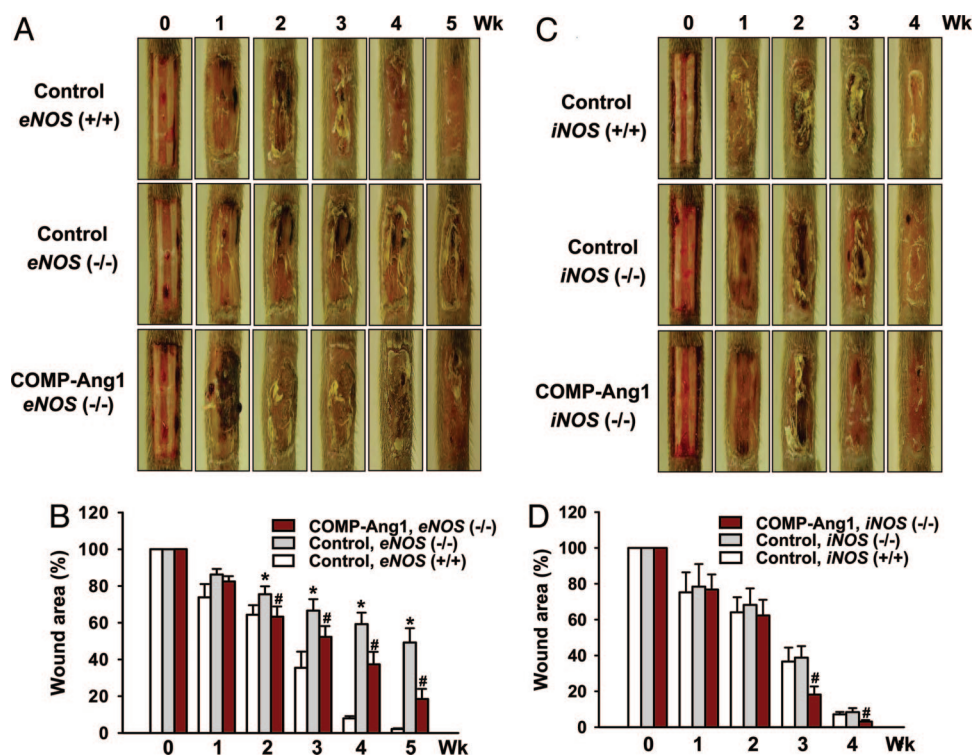 A
0 1 2 3 4 5 Wk
Control
eNOS (+/+)
Control
eNOS (-/-)
COMP-Ang1
eNOS (-/-)
C
0 1 2 3 4 Wk
Control
iNOS (+/+)
Control
iNOS (-/-)
COMP-Ang1
iNOS (-/-)
B
Wound area (%)
120
100
80
60
40
20
0
COMP-Ang1, eNOS (-/-)
Control, eNOS (-/-)
Control, eNOS (+/+)
* # * # * # * #
0 1 2 3 4 5 Wk
D
Wound area (%)
120
100
80
60
40
20
0
COMP-Ang1, iNOS (-/-)
Control, iNOS (-/-)
Control, iNOS (+/+)
# #
0 1 2 3 4 Wk